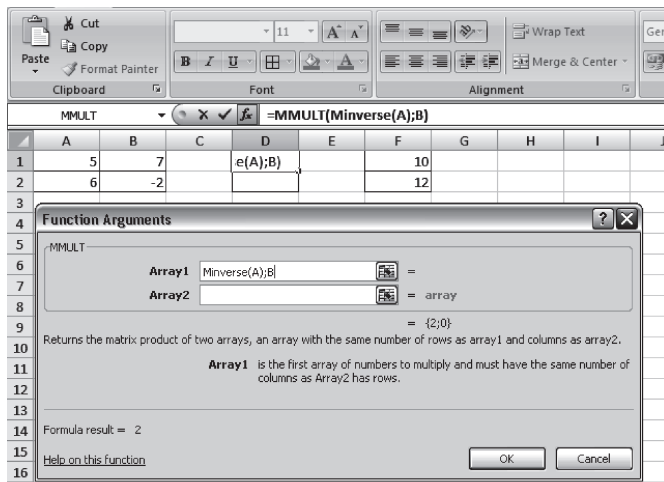 Cut
Copy
Format Painter
Paste
Clipboard
11
A A
B I U
A
Font
Wrap Text
Merge & Center
Alignment
Ger
MMULT
fx =MMULT(Minverse(A);B)
A B C D E F G H I J
1 5 7 e(A);B) 10
2 6 -2 12
3
4
5
6
7
8
9
10
11
12
13
14
15
16
Function Arguments
MMULT
Array1 Minverse(A);B =
Array2 = array
= {2;0}
Returns the matrix product of two arrays, an array with the same number of rows as array1 and columns as array2.
Array1 is the first array of numbers to multiply and must have the same number of
columns as Array2 has rows.
Formula result = 2
Help on this function
OK Cancel